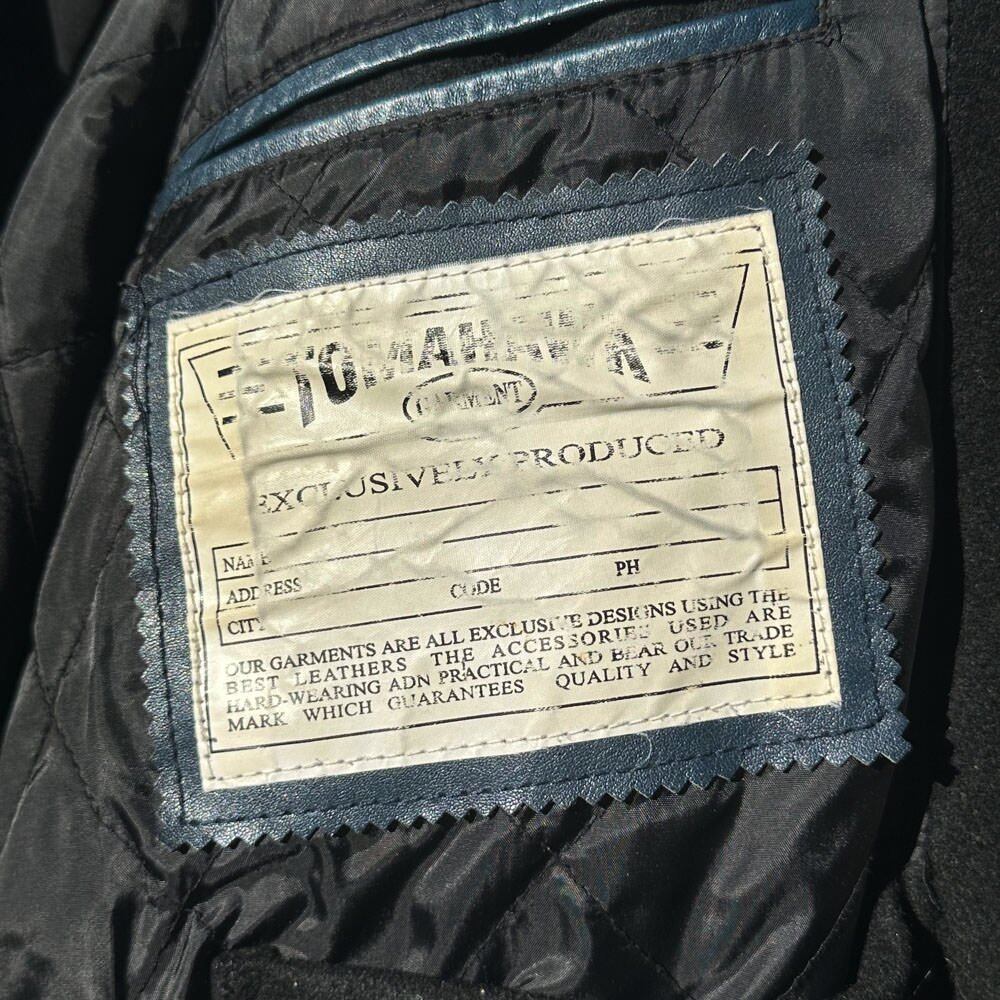 TOMAHAWK
GARMENT
EXCLUSIVELY PRODUCED
NAME
ADDRESS CODE PH
CITY
OUR GARMENTS ARE ALL EXCLUSIVE DESIGNS USING THE
BEST LEATHERS THE ACCESSORIES USED ARE
HARD-WEARING ADN PRACTICAL AND BEAR OUR TRADE
MARK WHICH GUARANTEES QUALITY AND STYLE